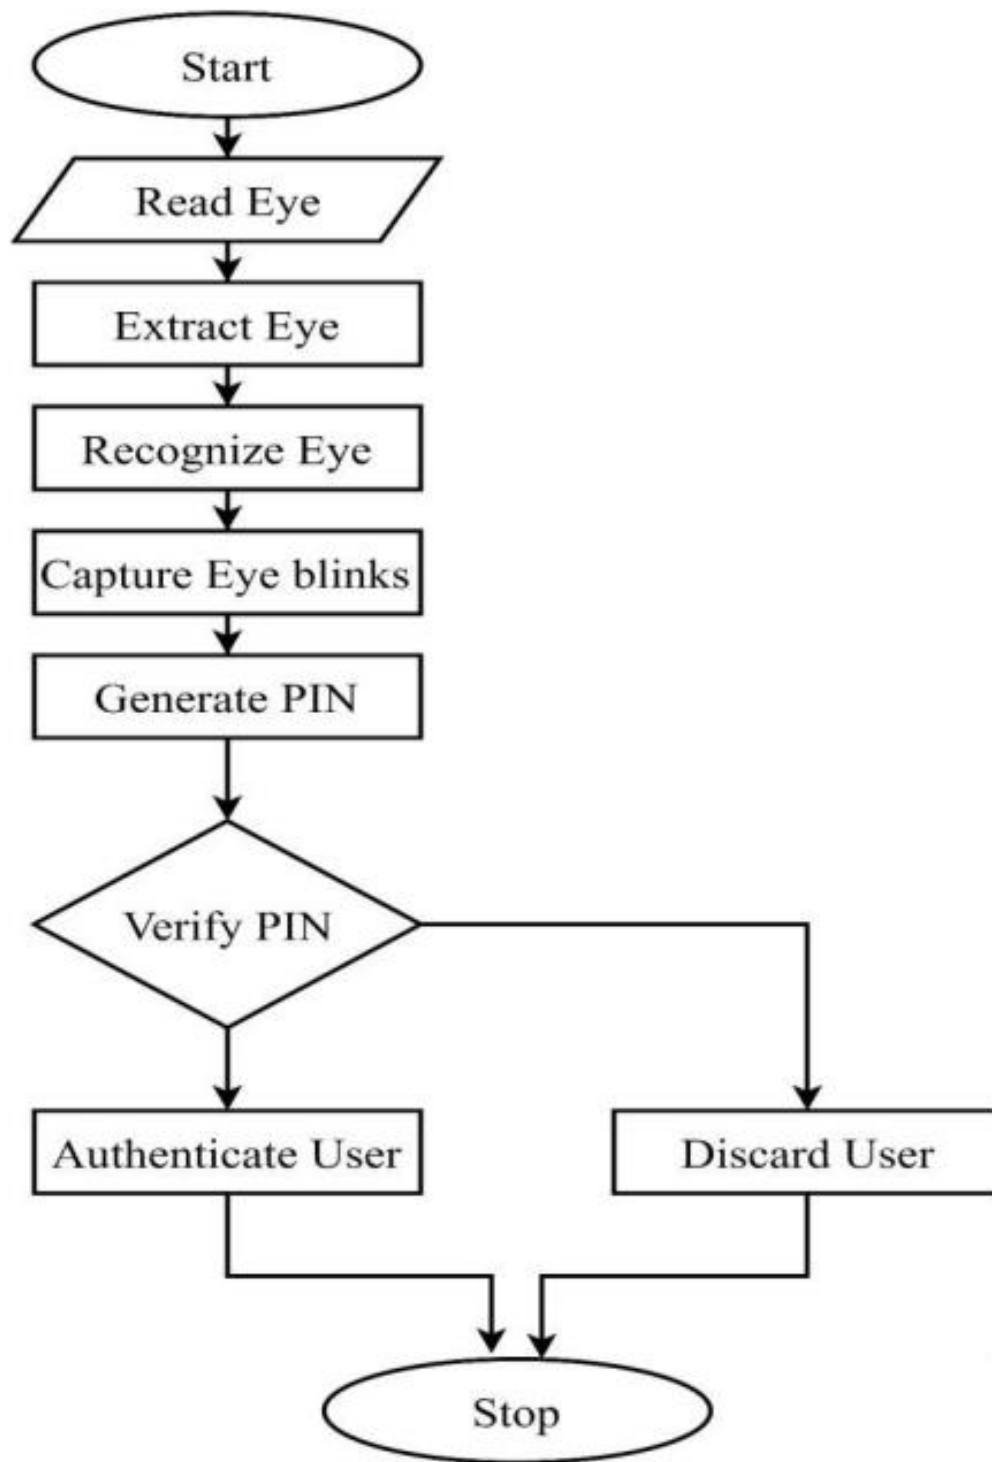 Start
Read Eye
Extract Eye
Recognize Eye
Capture Eye blinks
Generate PIN
Verify PIN
Authenticate User
Discard User
Stop